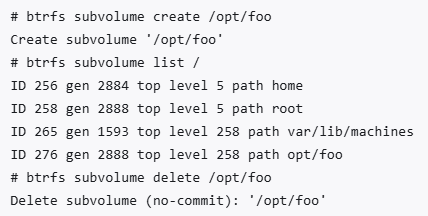 # btrfs subvolume create /opt/foo
Create subvolume '/opt/foo'
# btrfs subvolume list /
ID 256 gen 2884 top level 5 path home
ID 258 gen 2888 top level 5 path root
ID 265 gen 1593 top level 258 path var/lib/machines
ID 276 gen 2888 top level 258 path opt/foo
# btrfs subvolume delete /opt/foo
Delete subvolume (no-commit): '/opt/foo'